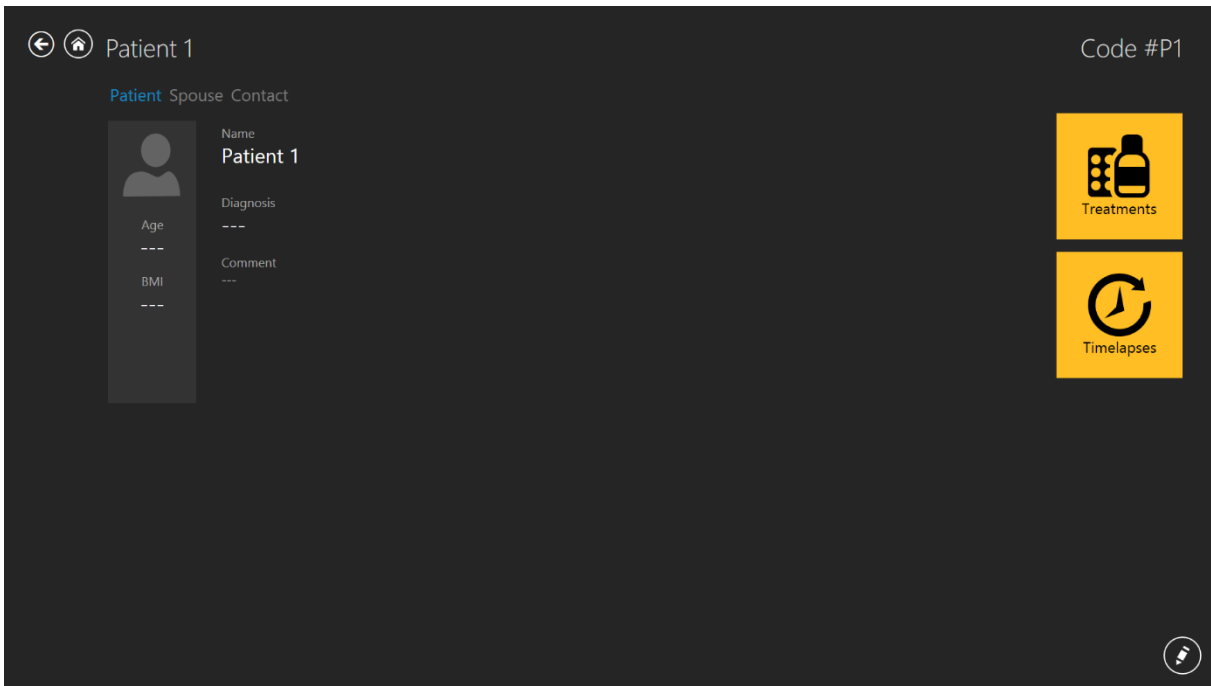 Patient 1
Code #P1
Patient Spouse Contact
Name
Patient 1
Diagnosis
---
Comment
---
Age
---
BMI
---
Treatments
Timelapses